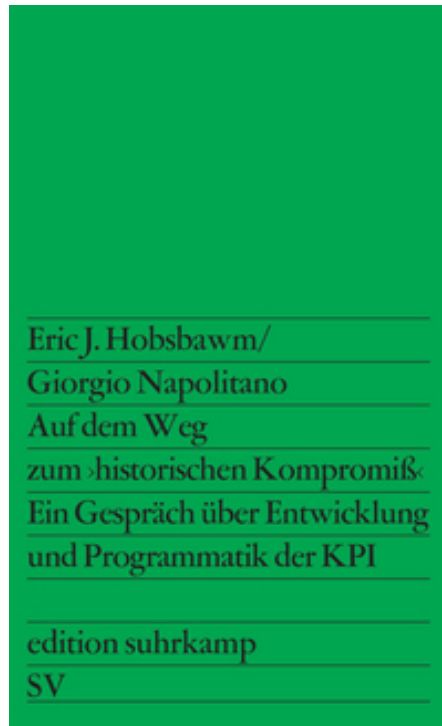 Eric J. Hobsbawm/
Giorgio Napolitano
Auf dem Weg
zum ›historischen Kompromiß‹
Ein Gespräch über Entwicklung
und Programmatik der KPI
edition suhrkamp
SV